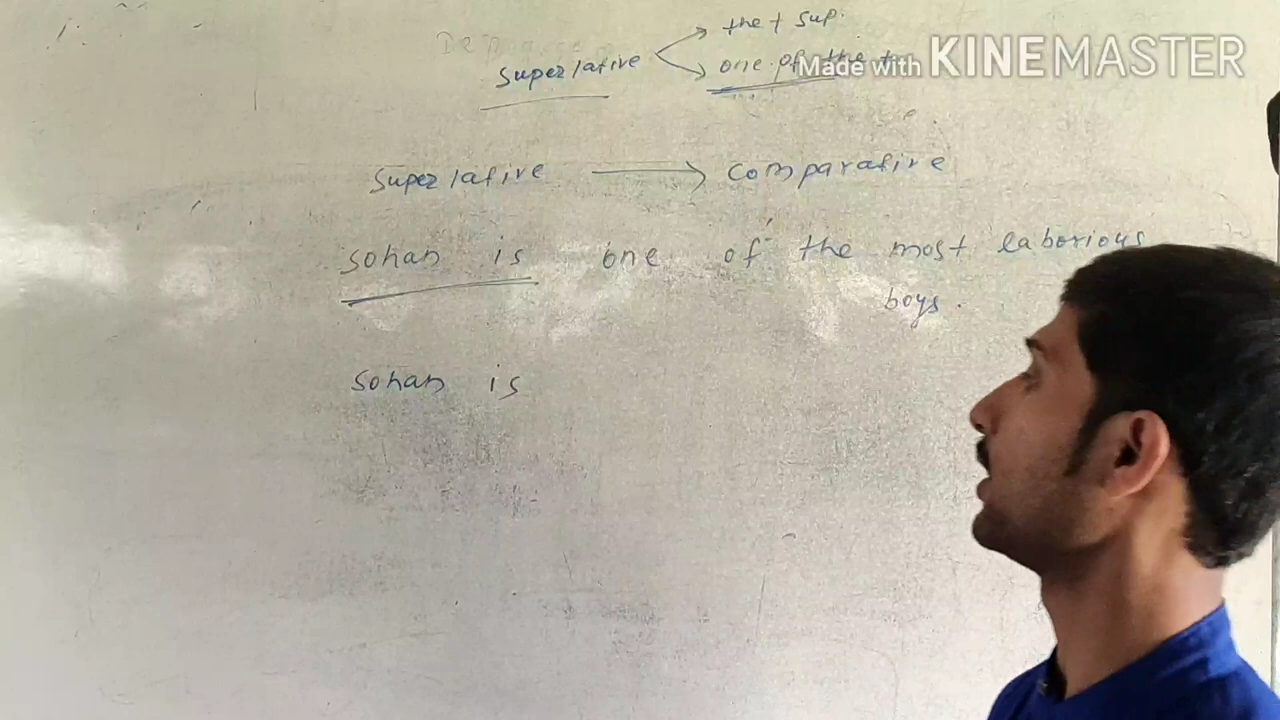 the + sup.
Superlative
one of the +
Made with KINEMASTER
Superlative → Comparative
Sohan is one of the most laborious
boys.
Sohan is